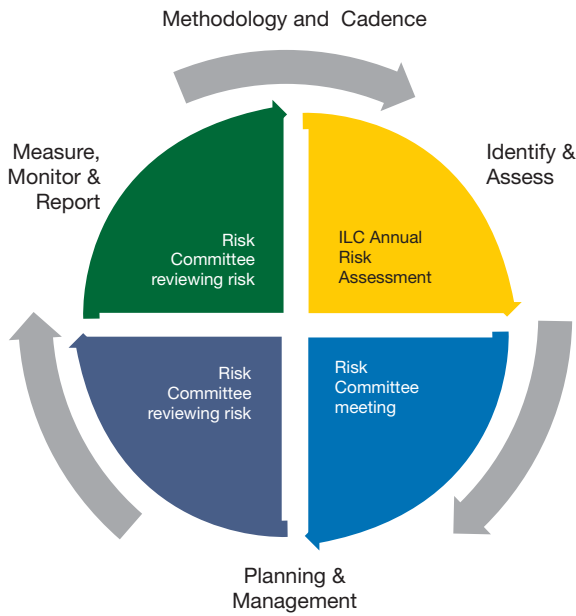 Methodology and Cadence
Measure,
Monitor &
Report
Identify &
Assess
Risk
Committee
reviewing risk
ILC Annual
Risk
Assessment
Risk
Committee
reviewing risk
Risk
Committee
meeting
Planning &
Management